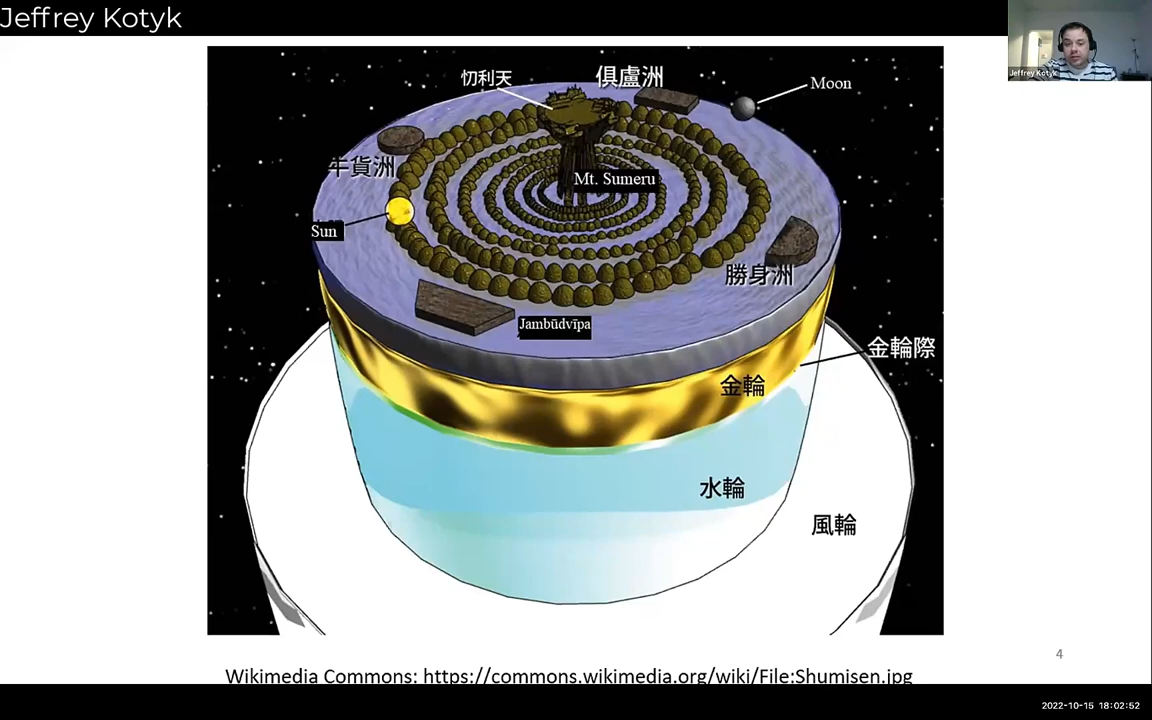 Jeffrey Kotyk
Jeffrey Kotyk
忉利天
俱盧洲
Moon
牛貨洲
Mt. Sumeru
Sun
勝身洲
Jambūdvīpa
金輪際
金輪
水輪
風輪
4
Wikimedia Commons: https://commons.wikimedia.org/wiki/File:Shumisen.jpg
2022-10-15 18:02:52